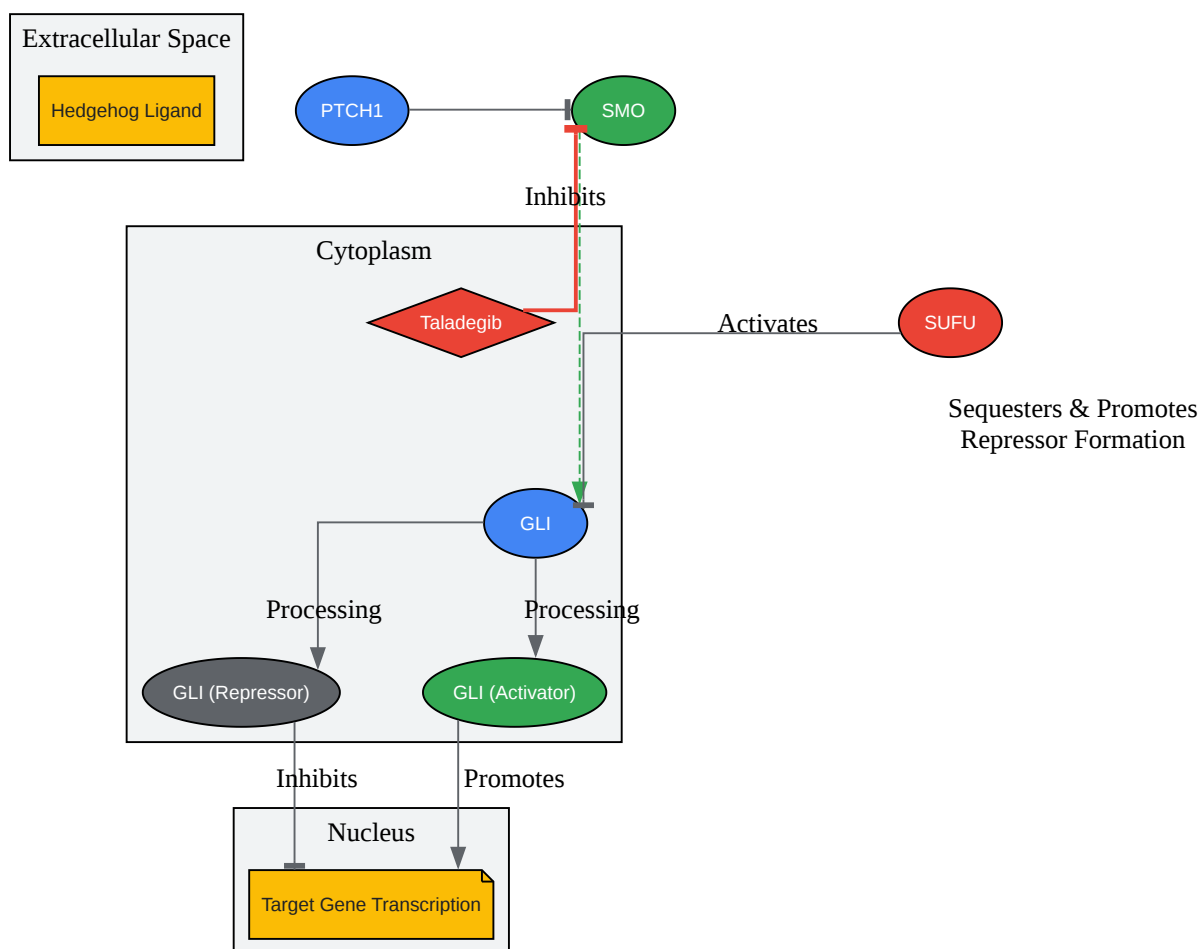 Extracellular Space
Hedgehog Ligand
PTCH1
SMO
Inhibits
Cytoplasm
Taladegib
Activates
SUFU
Sequesters & Promotes
Repressor Formation
GLI
Processing
Processing
GLI (Repressor)
GLI (Activator)
Inhibits
Promotes
Nucleus
Target Gene Transcription